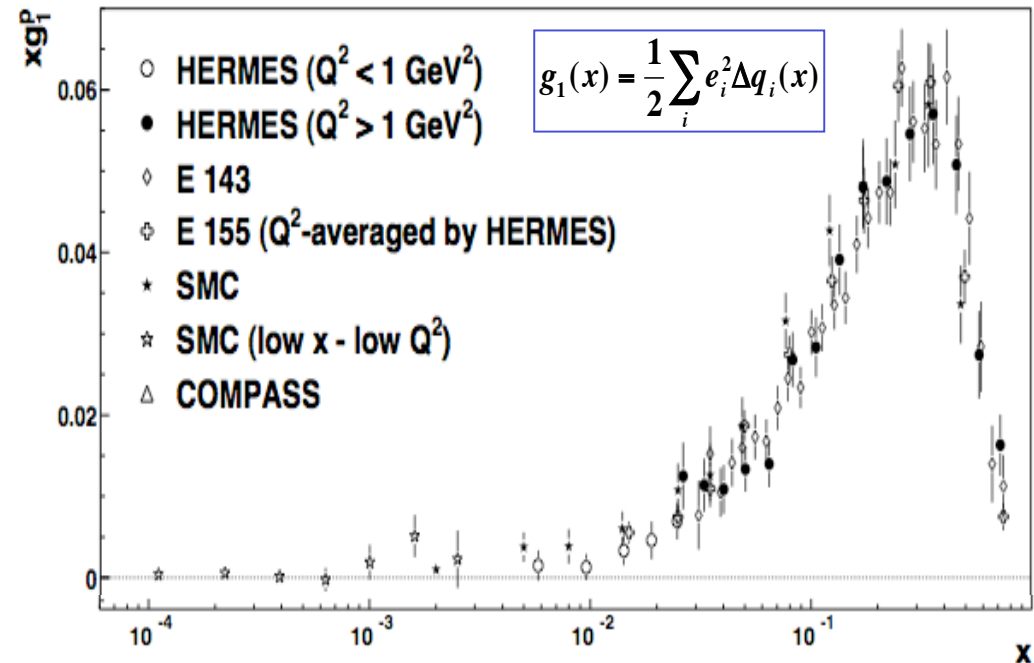 xg₁ᵖ
HERMES (Q² < 1 GeV²)
HERMES (Q² > 1 GeV²)
E 143
E 155 (Q²-averaged by HERMES)
SMC
SMC (low x - low Q²)
COMPASS
g₁(x) = 1/2 ∑ᵢ eᵢ² Δqᵢ(x)
0.06
0.04
0.02
0
10⁻⁴ 10⁻³ 10⁻² 10⁻¹
x